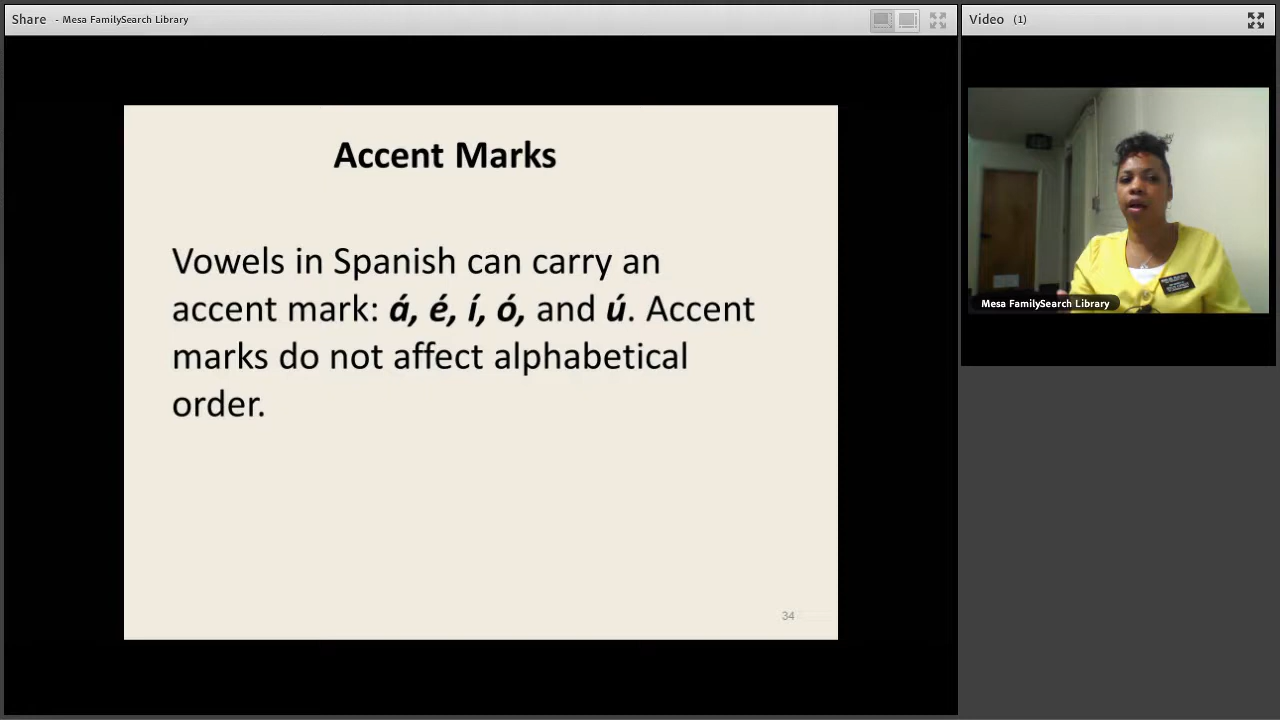 Share - Mesa FamilySearch Library
Video (1)
Accent Marks
Vowels in Spanish can carry an
accent mark: á, é, í, ó, and ú. Accent
marks do not affect alphabetical
order.
34
Mesa FamilySearch Library